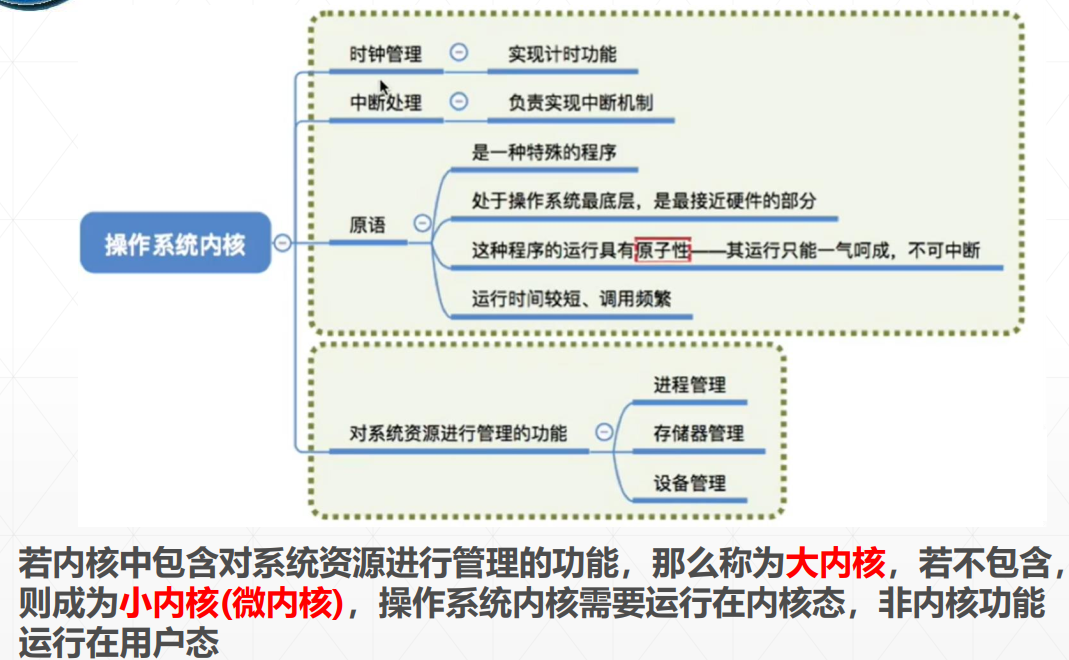 时钟管理
实现计时功能
中断处理
负责实现中断机制
是一种特殊的程序
处于操作系统最底层，是最接近硬件的部分
原语
操作系统内核
这种程序的运行具有原子性——其运行只能一气呵成，不可中断
运行时间较短、调用频繁
进程管理
对系统资源进行管理的功能
存储器管理
设备管理
若内核中包含对系统资源进行管理的功能，那么称为大内核，若不包含，
则成为小内核(微内核)，操作系统内核需要运行在内核态，非内核功能
运行在用户态